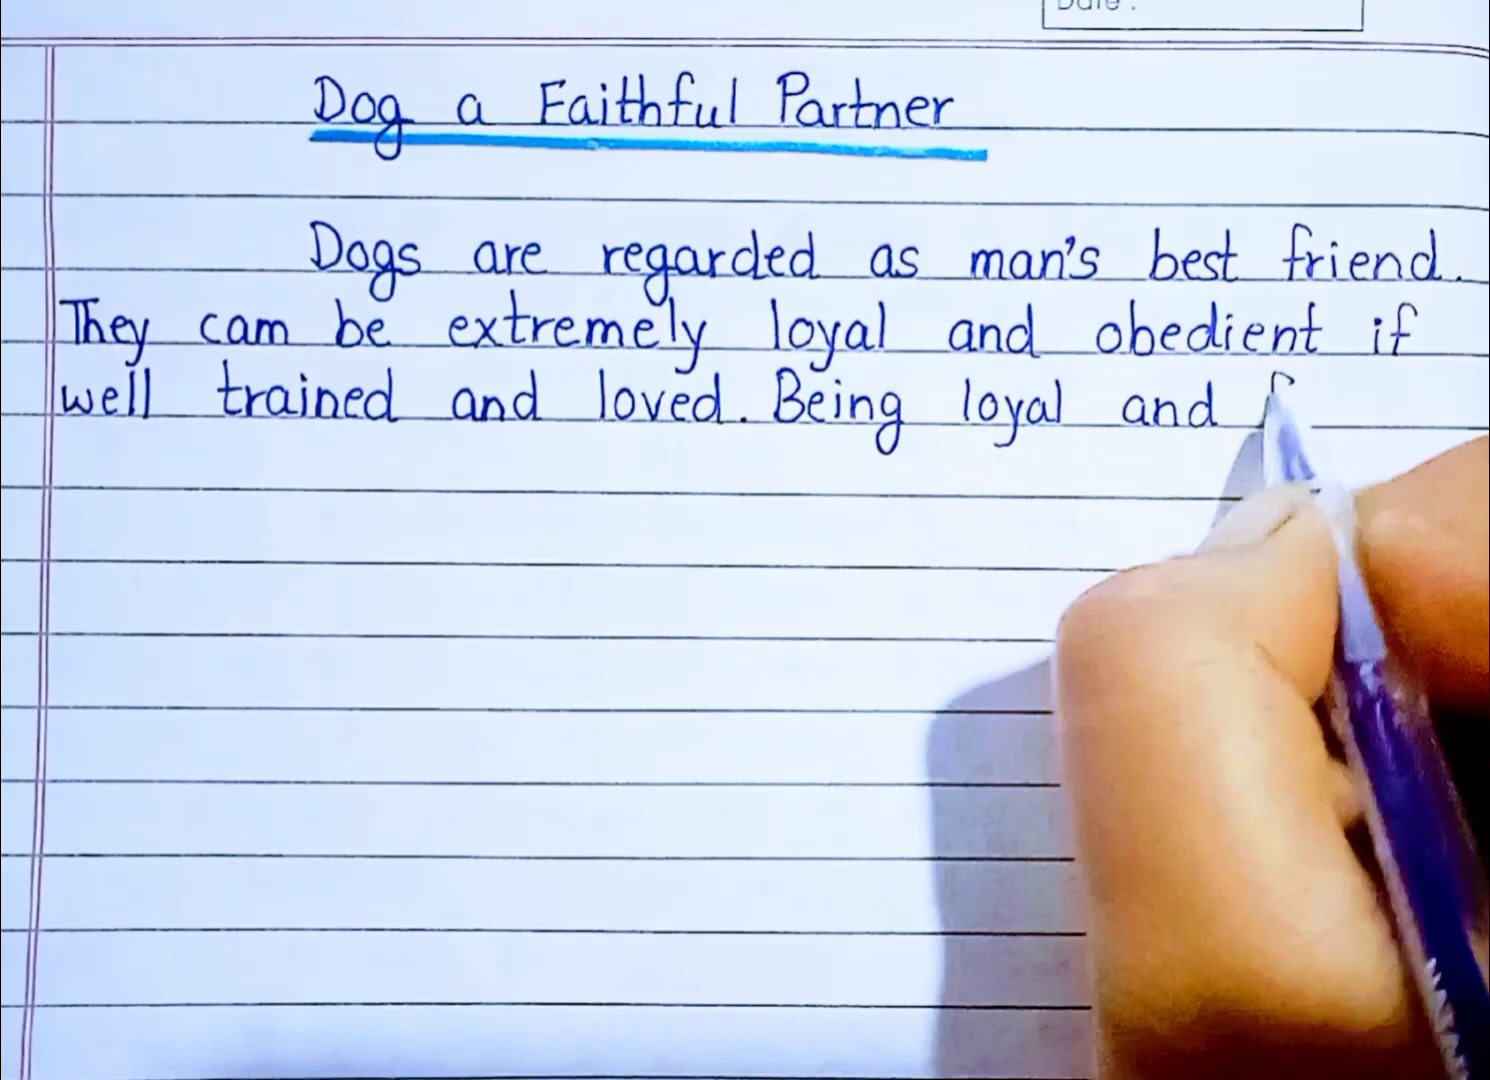 Date :
Dog a Faithful Partner
Dogs are regarded as man's best friend.
They cam be extremely loyal and obedient if
well trained and loved. Being loyal and